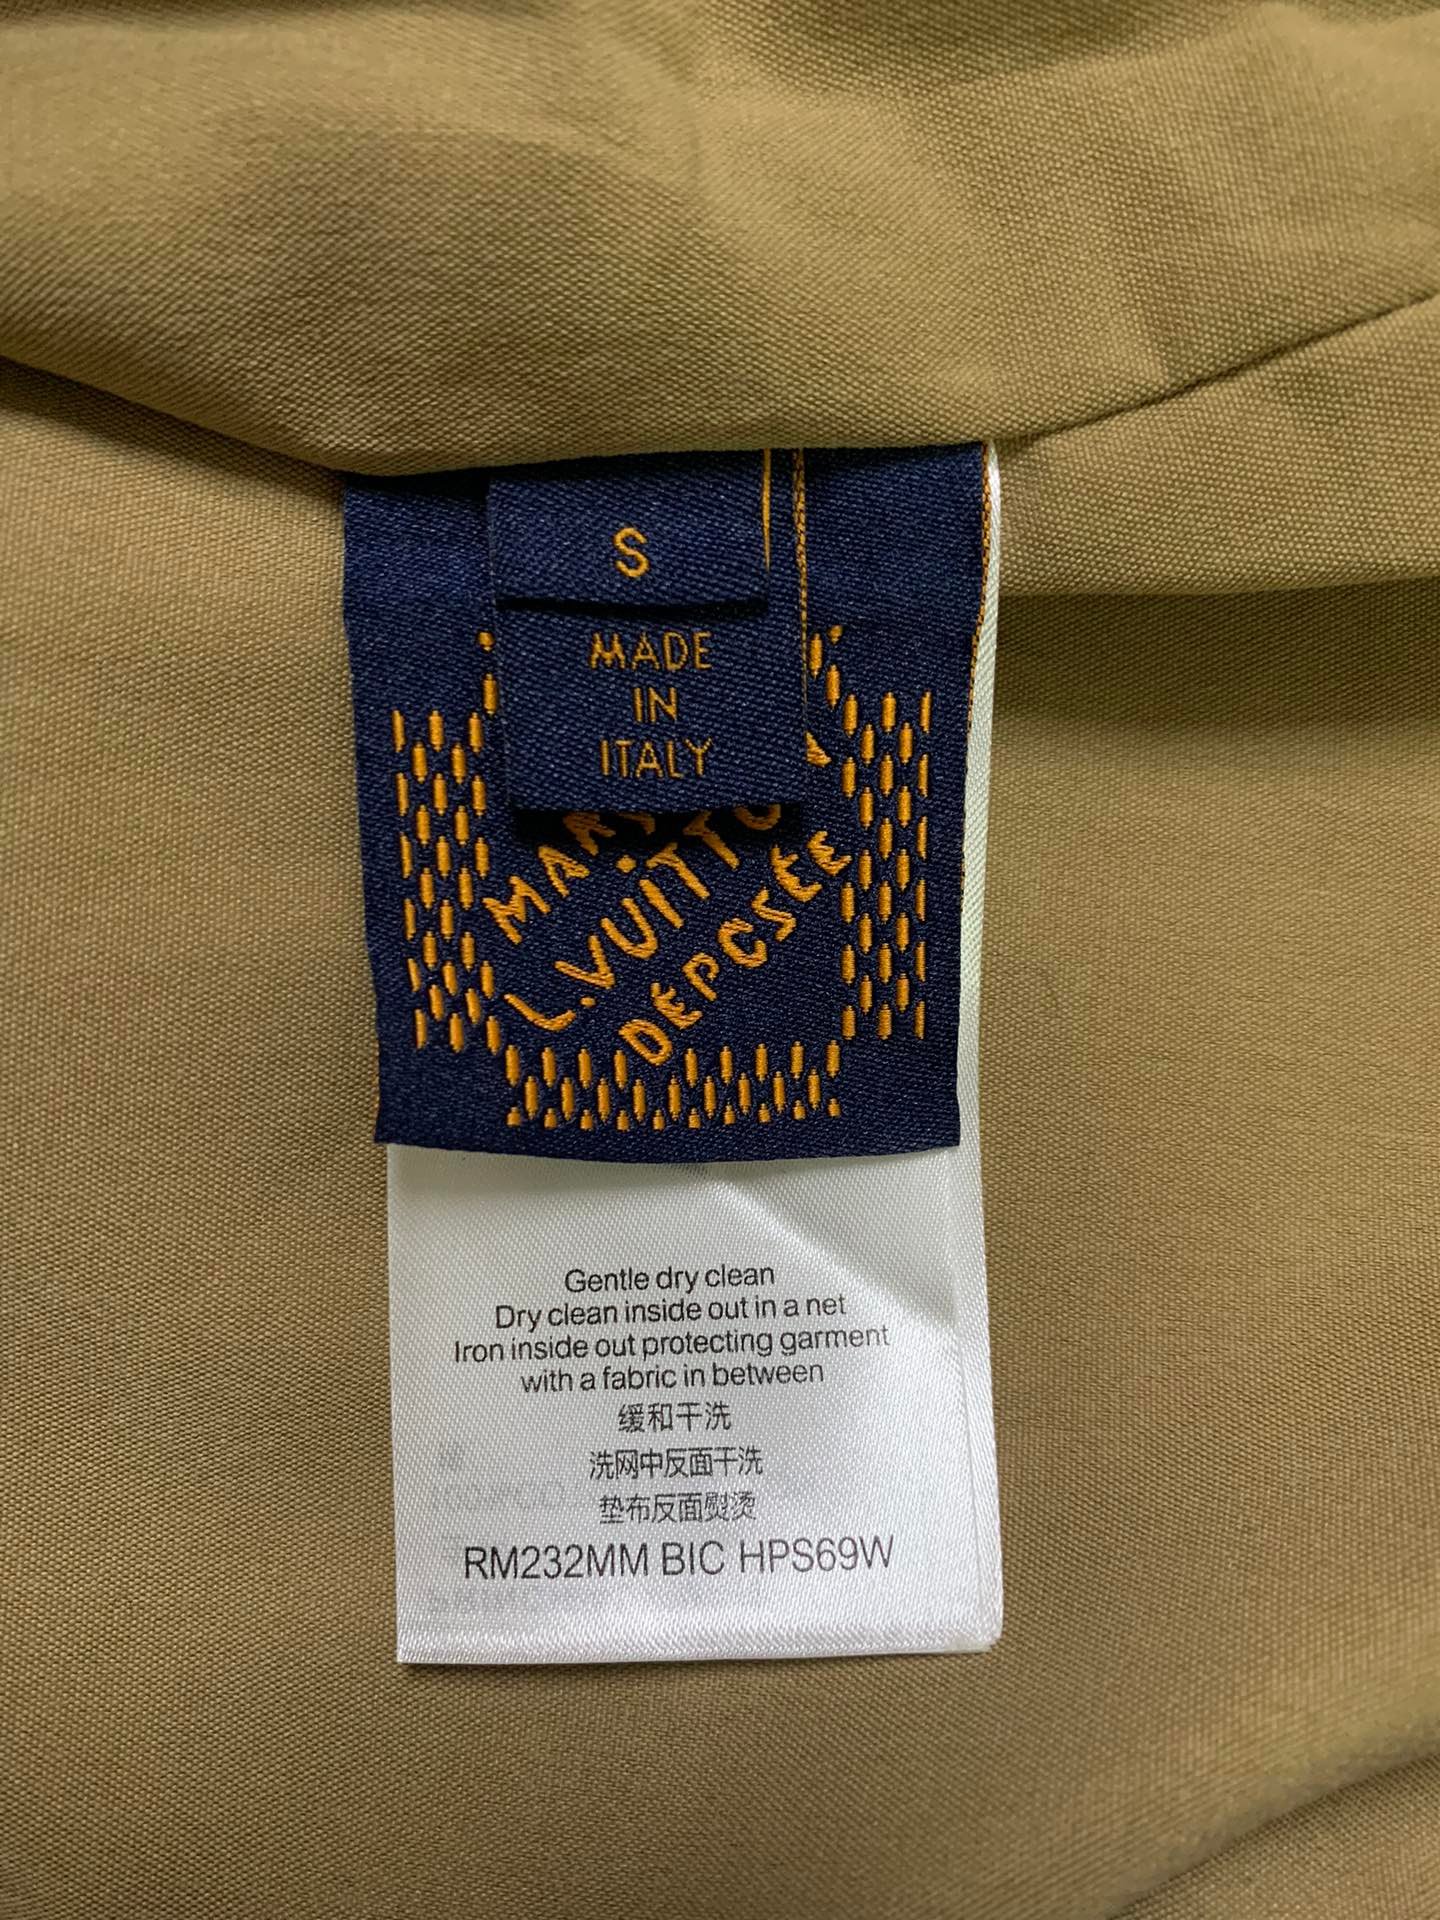 S
MADE
IN
ITALY
L.VUITTO
DEPCSÉE
Gentle dry clean
Dry clean inside out in a net
Iron inside out protecting garment
with a fabric in between
缓和干洗
洗网中反面干洗
垫布反面熨烫
RM232MM BIC HPS69W